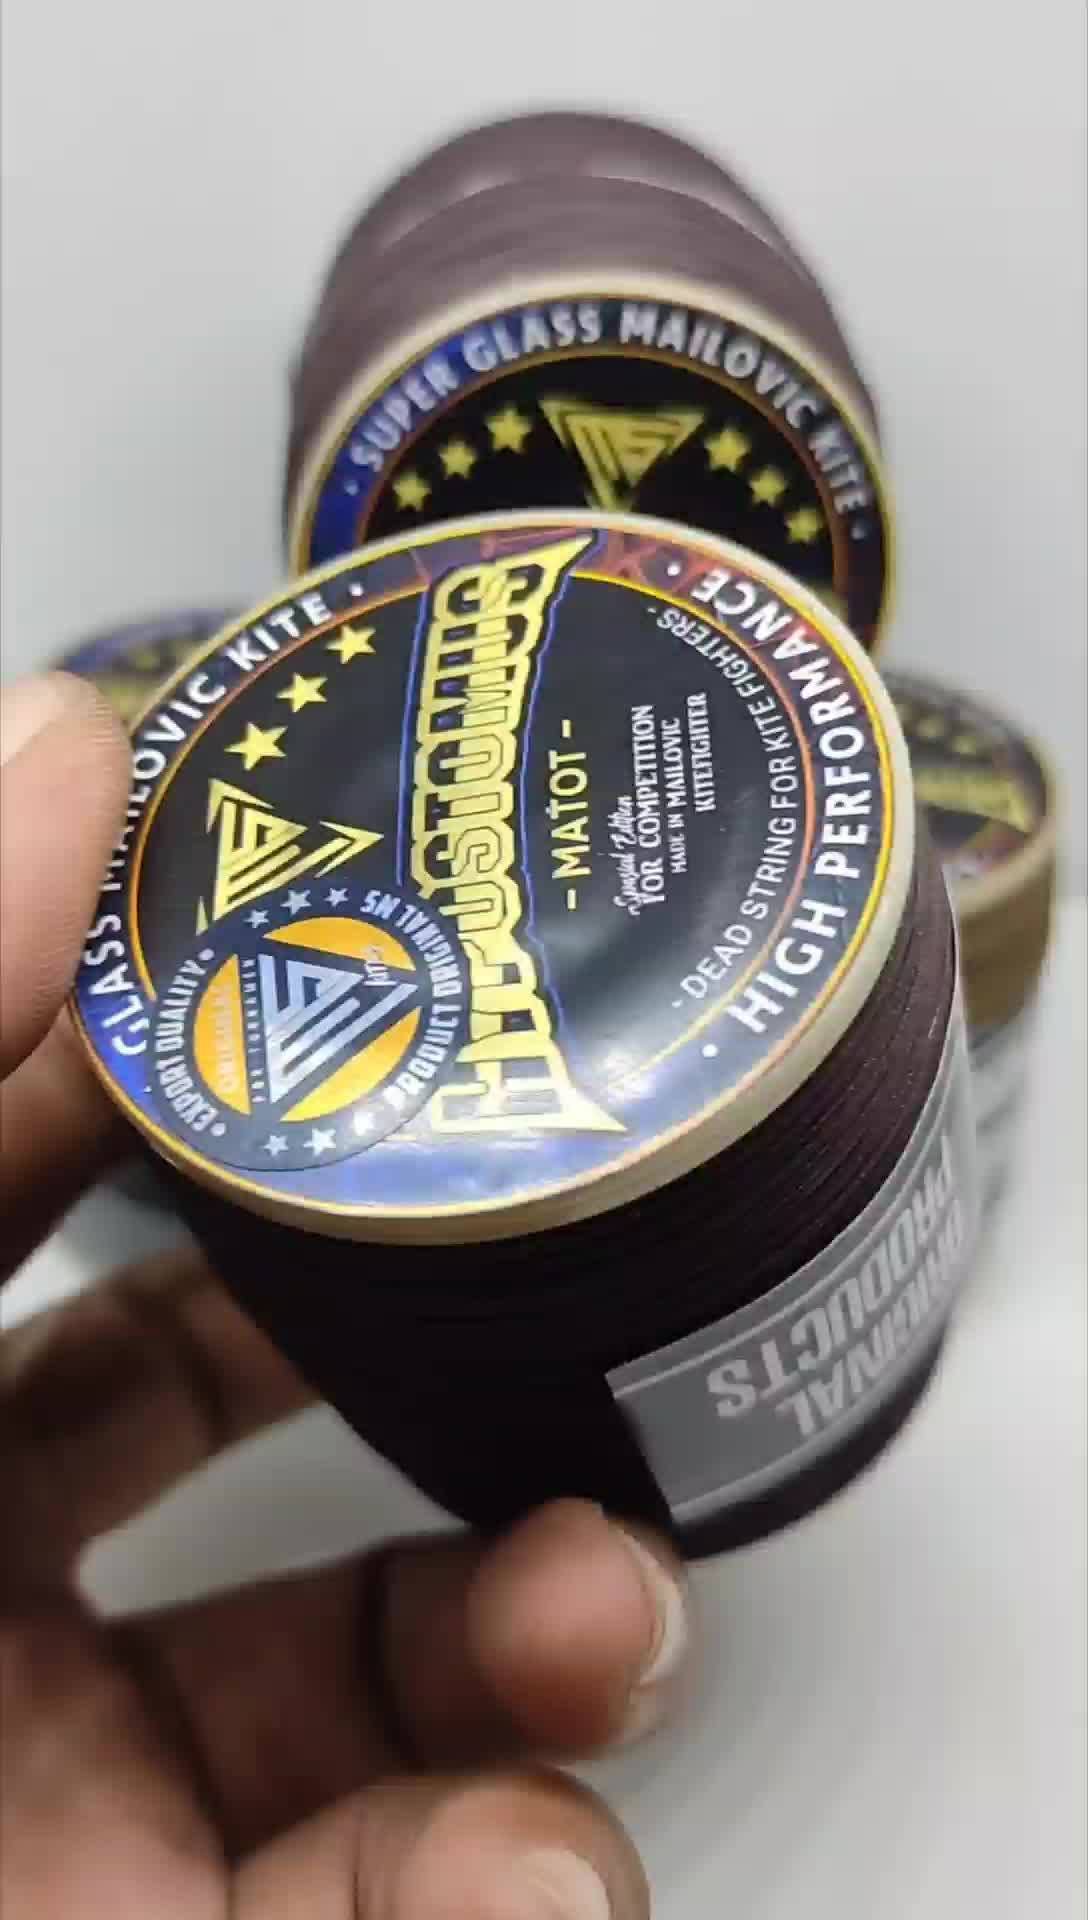 · SUPER GLASS MAILOVIC KITE ·
GLASS MAILOVIC KITE ·
- MATOT -
Special Edition
FOR COMPETITION
MADE IN MAILOVIC
KITEFIGHTER
· DEAD STRING FOR KITE FIGHTERS ·
· HIGH PERFORMANCE ·
PRODUCT ORIGINAL NS
• EXPORT QUALITY •
ORIGINAL
ORIGINAL
PRODUCTS